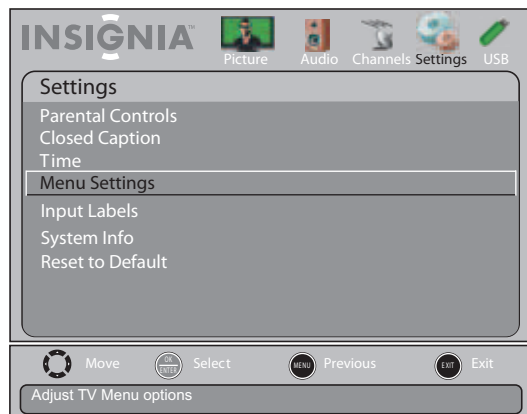 INSIGNIA™
Picture Audio Channels Settings USB
Settings
Parental Controls
Closed Caption
Time
Menu Settings
Input Labels
System Info
Reset to Default
Move OK ENTER Select MENU Previous EXIT Exit
Adjust TV Menu options